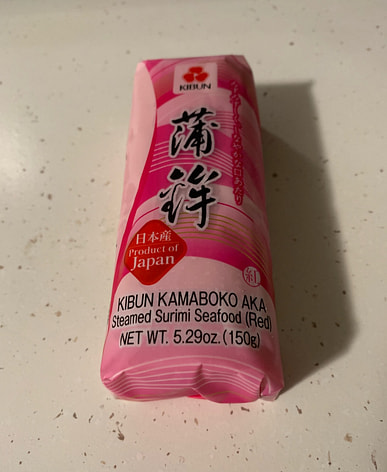 KIBUN
蒲鉾
日本産
Product of
Japan
紅
KIBUN KAMABOKO AKA
Steamed Surimi Seafood (Red)
NET WT. 5.29oz.(150g)